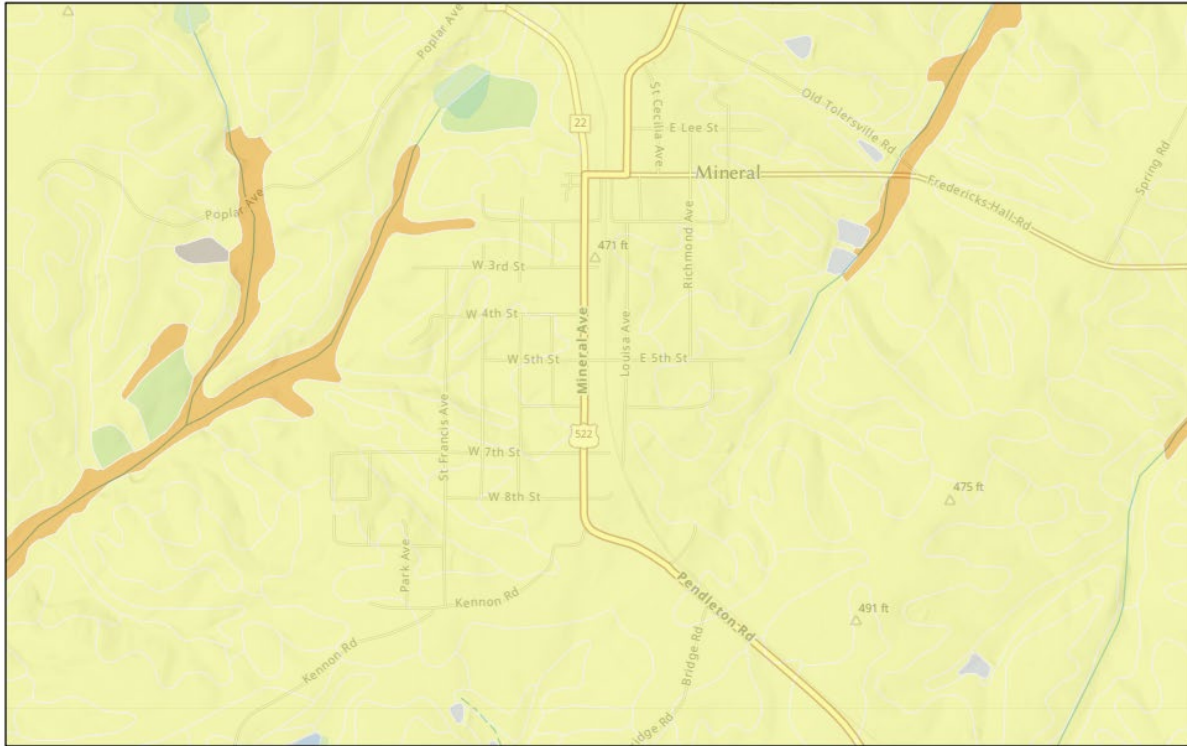 Poplar Ave
22
St Cecilia Ave
E Lee St
Old Tolersville Rd
Mineral
Fredericks Hall Rd
Spring Rd
Poplar Ave
471 ft
Richmond Ave
W 3rd St
W 4th St
Mineral Ave
Louisa Ave
W 5th St
E 5th St
St Francis Ave
522
W 7th St
W 8th St
475 ft
Park Ave
Kennon Rd
Pendleton Rd
491 ft
Kennon Rd
Bridge Rd
idge Rd